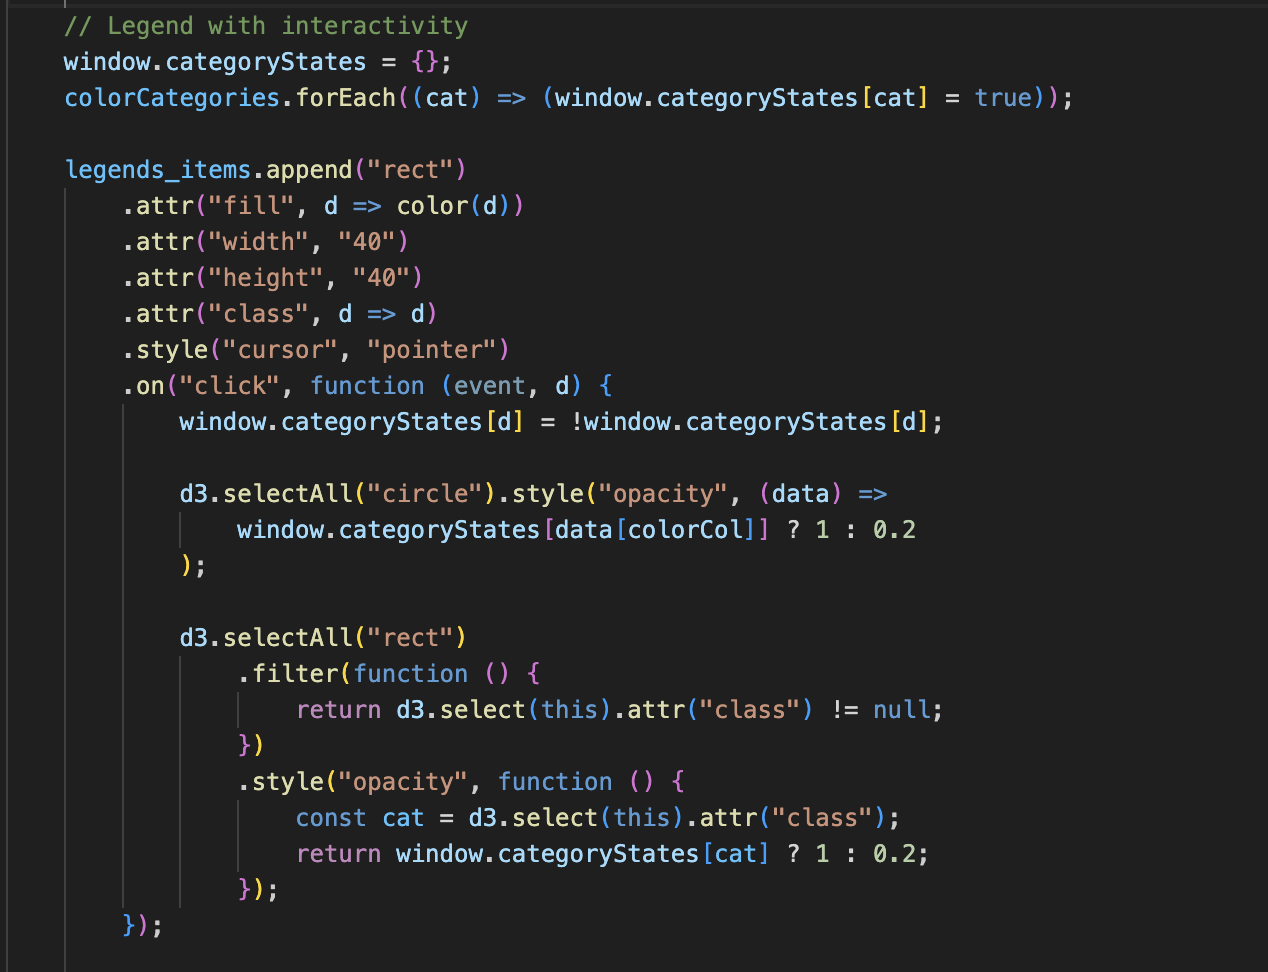 // Legend with interactivity
window.categoryStates = {};
colorCategories.forEach((cat) => (window.categoryStates[cat] = true));
legends_items.append("rect")
.attr("fill", d => color(d))
.attr("width", "40")
.attr("height", "40")
.attr("class", d => d)
.style("cursor", "pointer")
.on("click", function (event, d) {
window.categoryStates[d] = !window.categoryStates[d];
d3.selectAll("circle").style("opacity", (data) =>
window.categoryStates[data[colorCol]] ? 1 : 0.2
);
d3.selectAll("rect")
.filter(function () {
return d3.select(this).attr("class") != null;
})
.style("opacity", function () {
const cat = d3.select(this).attr("class");
return window.categoryStates[cat] ? 1 : 0.2;
});
});